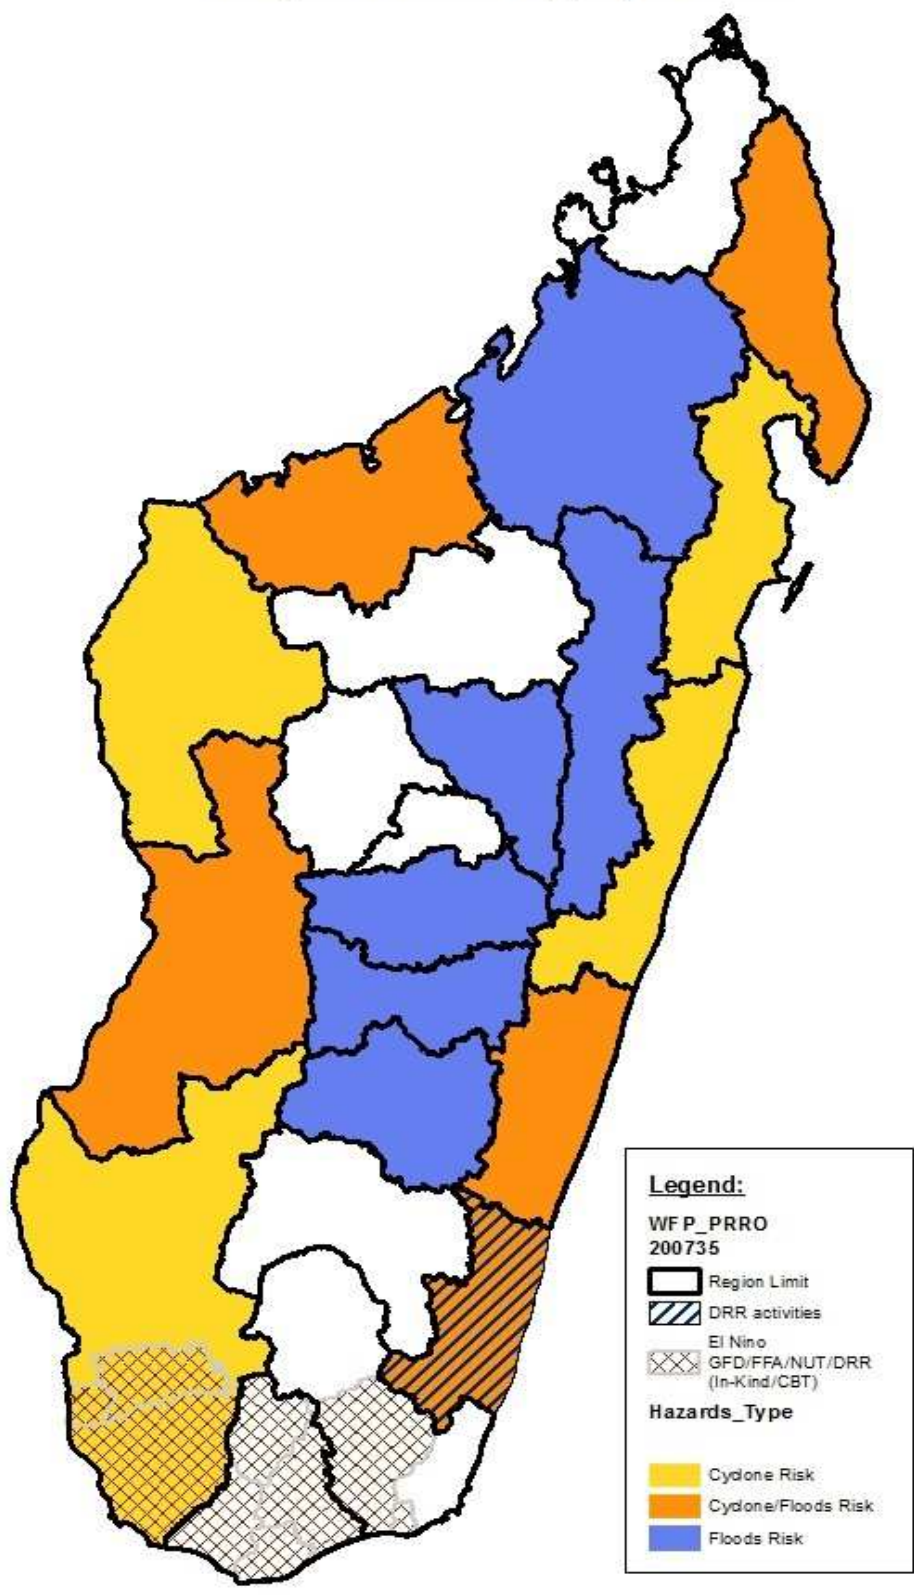 Legend:
WFP_PRRO
200735
Region Limit
DRR activities
El Nino
GFD/FFA/NUT/DRR
(In-Kind/CBT)
Hazards_Type
Cyclone Risk
Cyclone/Floods Risk
Floods Risk